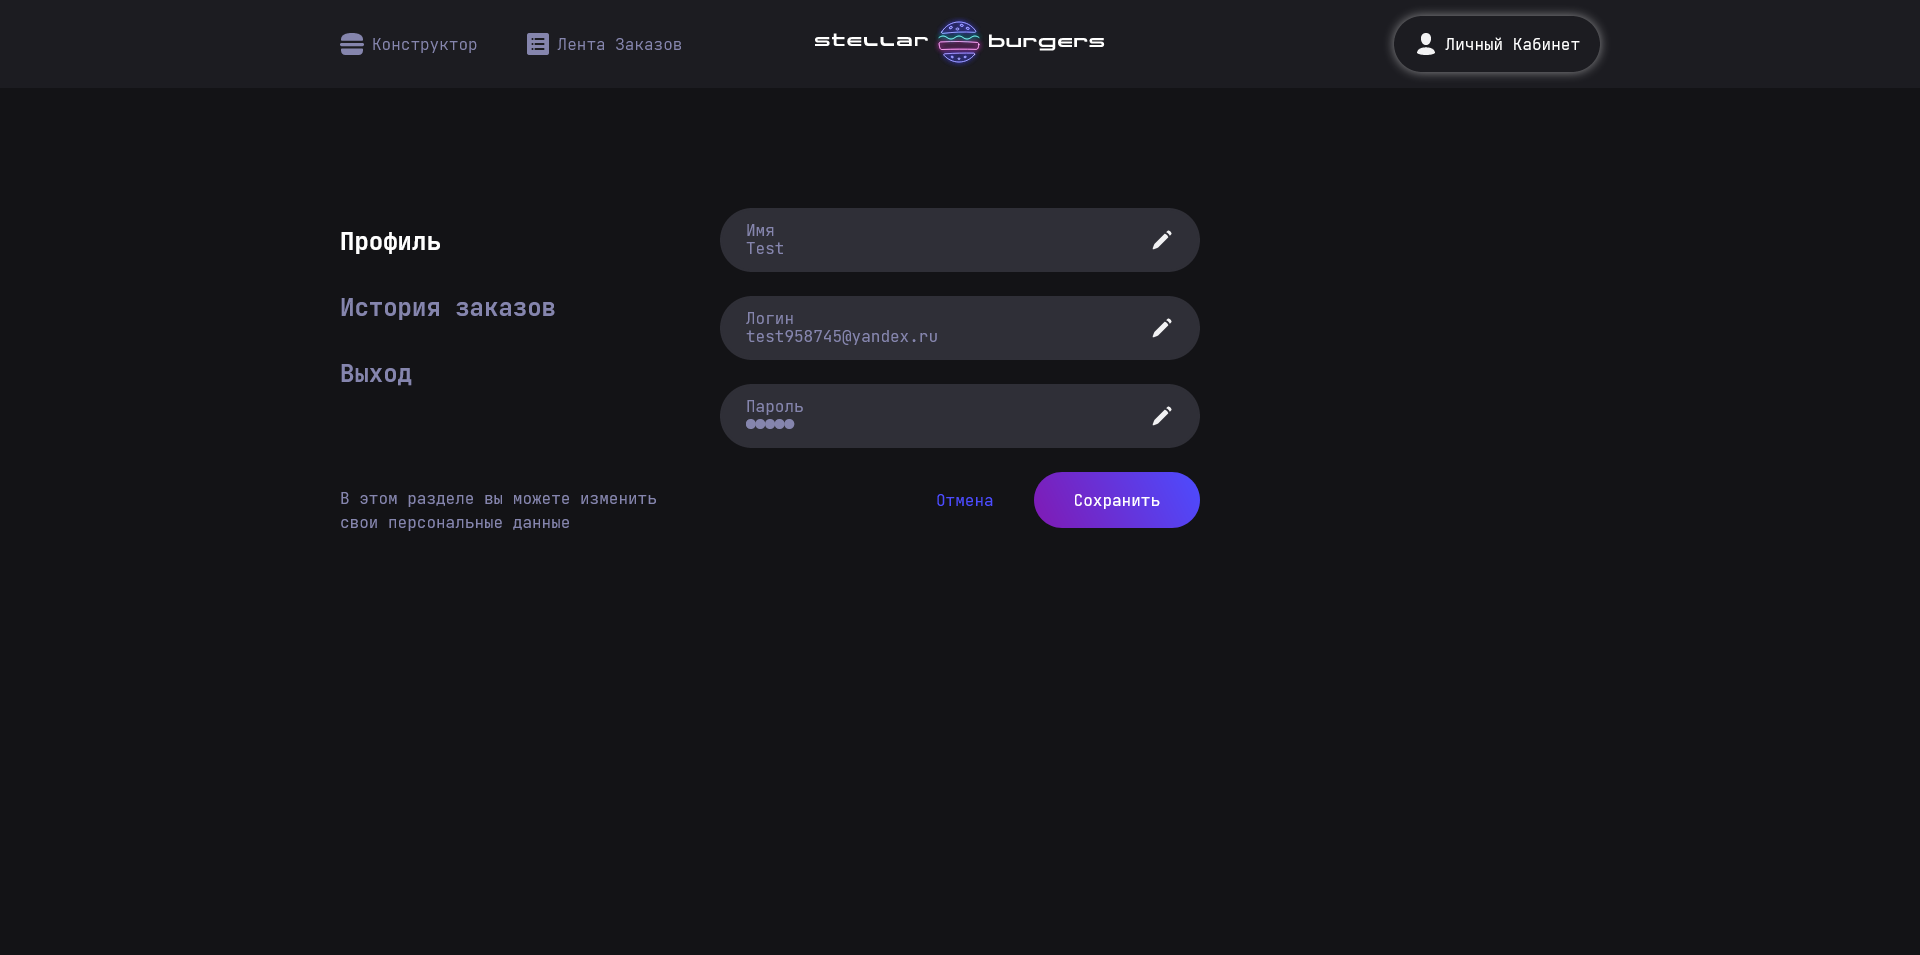 Конструктор
Лента Заказов
stellar burgers
Личный Кабинет
Профиль
История заказов
Выход
В этом разделе вы можете изменить
свои персональные данные
Имя
Test
Логин
test958745@yandex.ru
Пароль
●●●●●
Отмена
Сохранить